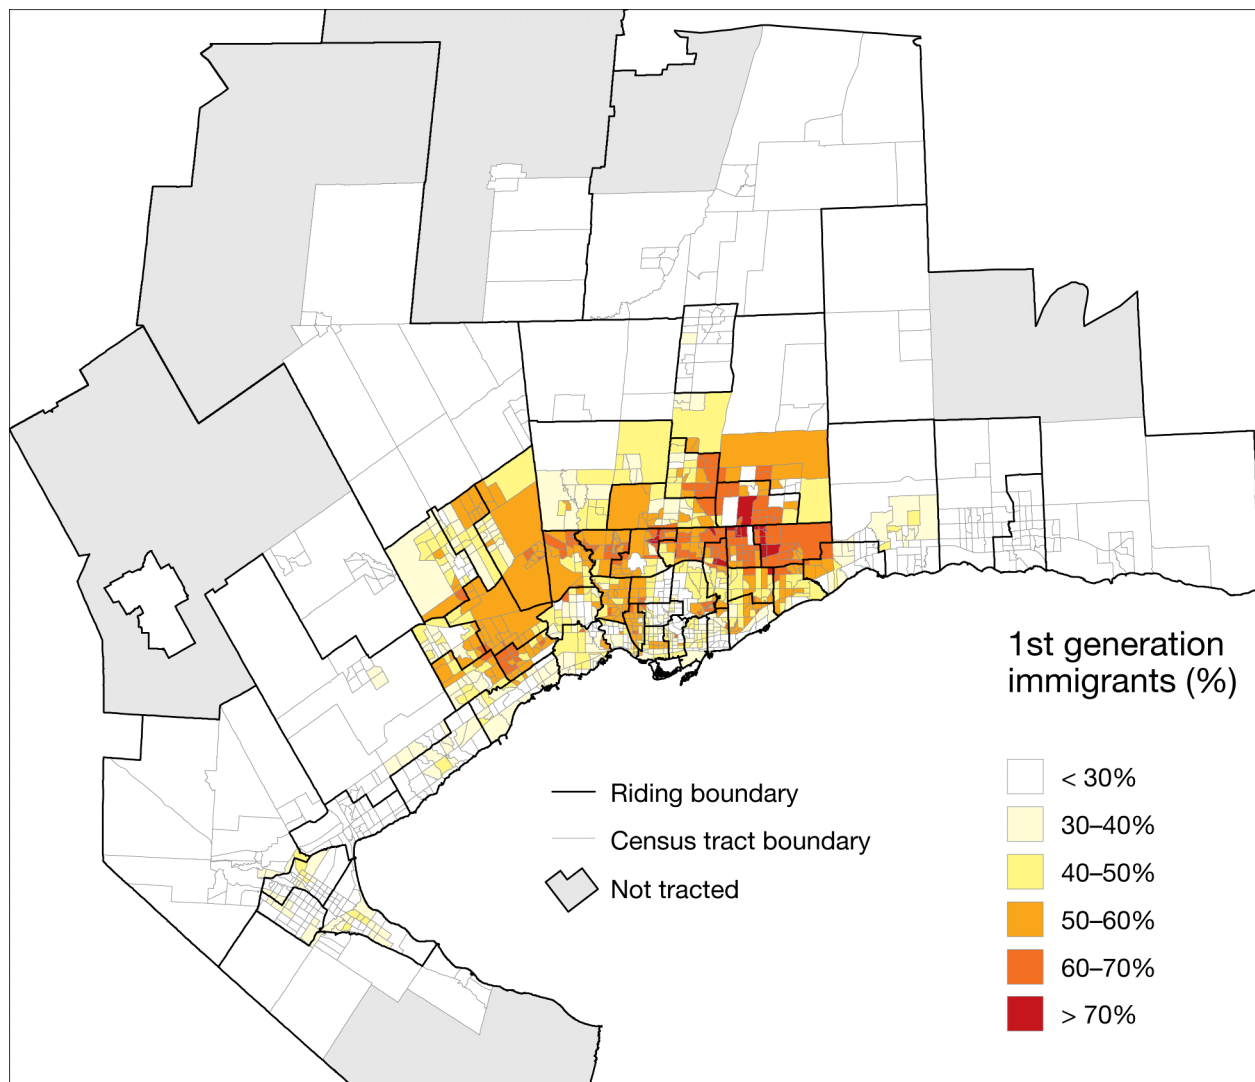 1st generation
immigrants (%)
< 30%
30–40%
40–50%
50–60%
60–70%
> 70%
Riding boundary
Census tract boundary
Not tracted